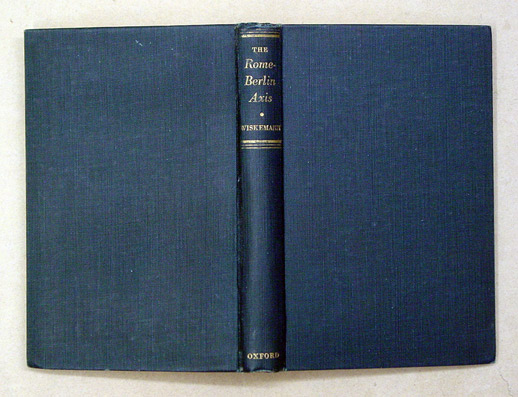 THE
Rome-
Berlin
Axis
WISKEMANN
OXFORD